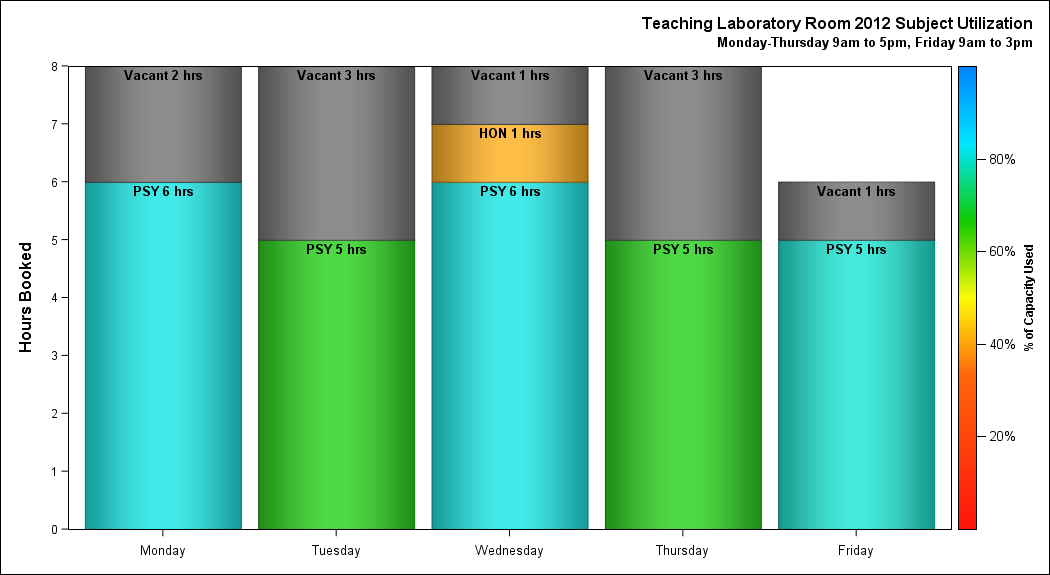 Teaching Laboratory Room 2012 Subject Utilization
Monday-Thursday 9am to 5pm, Friday 9am to 3pm
Hours Booked
8
7
6
5
4
3
2
1
0
Vacant 2 hrs
PSY 6 hrs
Vacant 3 hrs
PSY 5 hrs
Vacant 1 hrs
HON 1 hrs
PSY 6 hrs
Vacant 3 hrs
PSY 5 hrs
Vacant 1 hrs
PSY 5 hrs
Monday
Tuesday
Wednesday
Thursday
Friday
80%
60%
40%
20%
% of Capacity Used